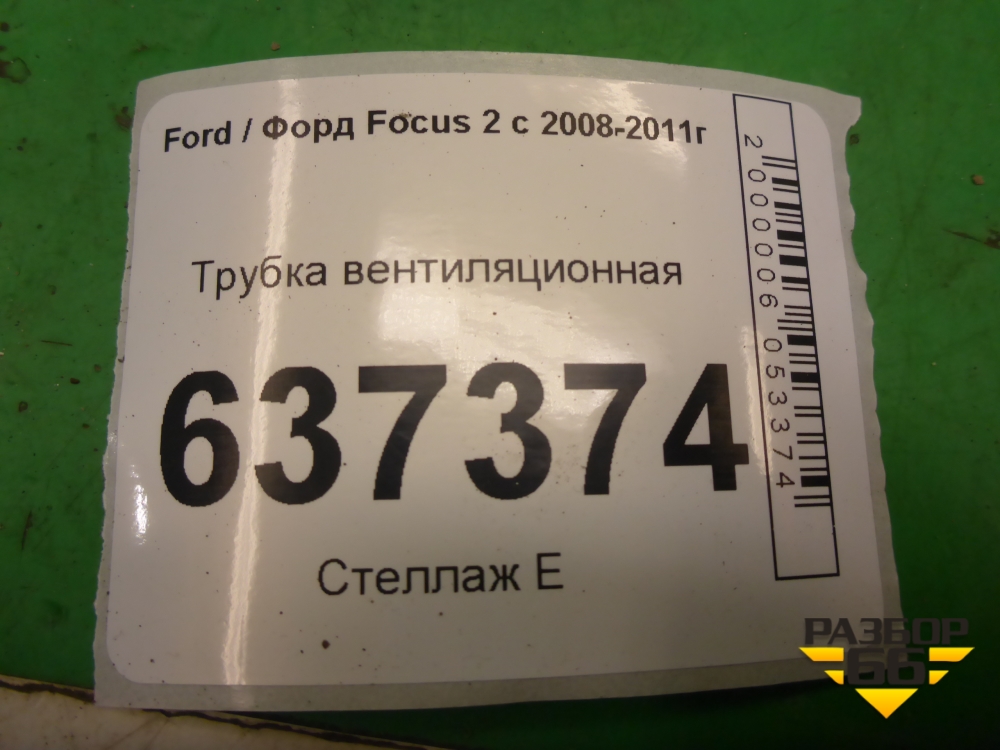 Ford / Форд Focus 2 с 2008-2011г
Трубка вентиляционная
637374
Стеллаж Е
2000006053374
РАЗБОР
66